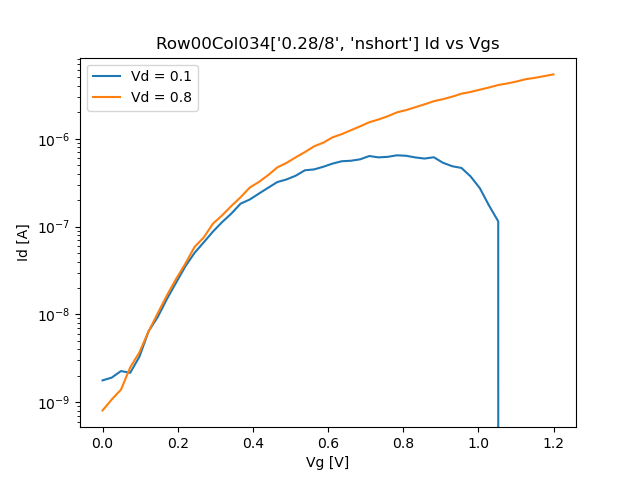 Row00Col034['0.28/8', 'nshort'] Id vs Vgs
Vd = 0.1
Vd = 0.8
Id [A]
10⁻⁶
10⁻⁷
10⁻⁸
10⁻⁹
0.0 0.2 0.4 0.6 0.8 1.0 1.2
Vg [V]